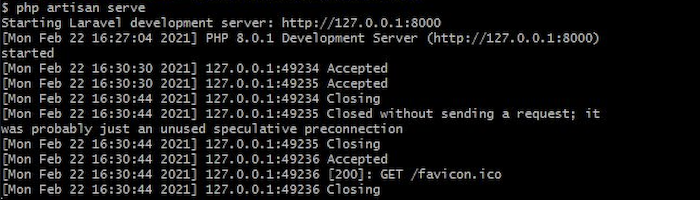 $ php artisan serve
Starting Laravel development server: http://127.0.0.1:8000
[Mon Feb 22 16:27:04 2021] PHP 8.0.1 Development Server (http://127.0.0.1:8000)
started
[Mon Feb 22 16:30:30 2021] 127.0.0.1:49234 Accepted
[Mon Feb 22 16:30:30 2021] 127.0.0.1:49235 Accepted
[Mon Feb 22 16:30:44 2021] 127.0.0.1:49234 Closing
[Mon Feb 22 16:30:44 2021] 127.0.0.1:49235 Closed without sending a request; it
was probably just an unused speculative preconnection
[Mon Feb 22 16:30:44 2021] 127.0.0.1:49235 Closing
[Mon Feb 22 16:30:44 2021] 127.0.0.1:49236 Accepted
[Mon Feb 22 16:30:44 2021] 127.0.0.1:49236 [200]: GET /favicon.ico
[Mon Feb 22 16:30:44 2021] 127.0.0.1:49236 Closing